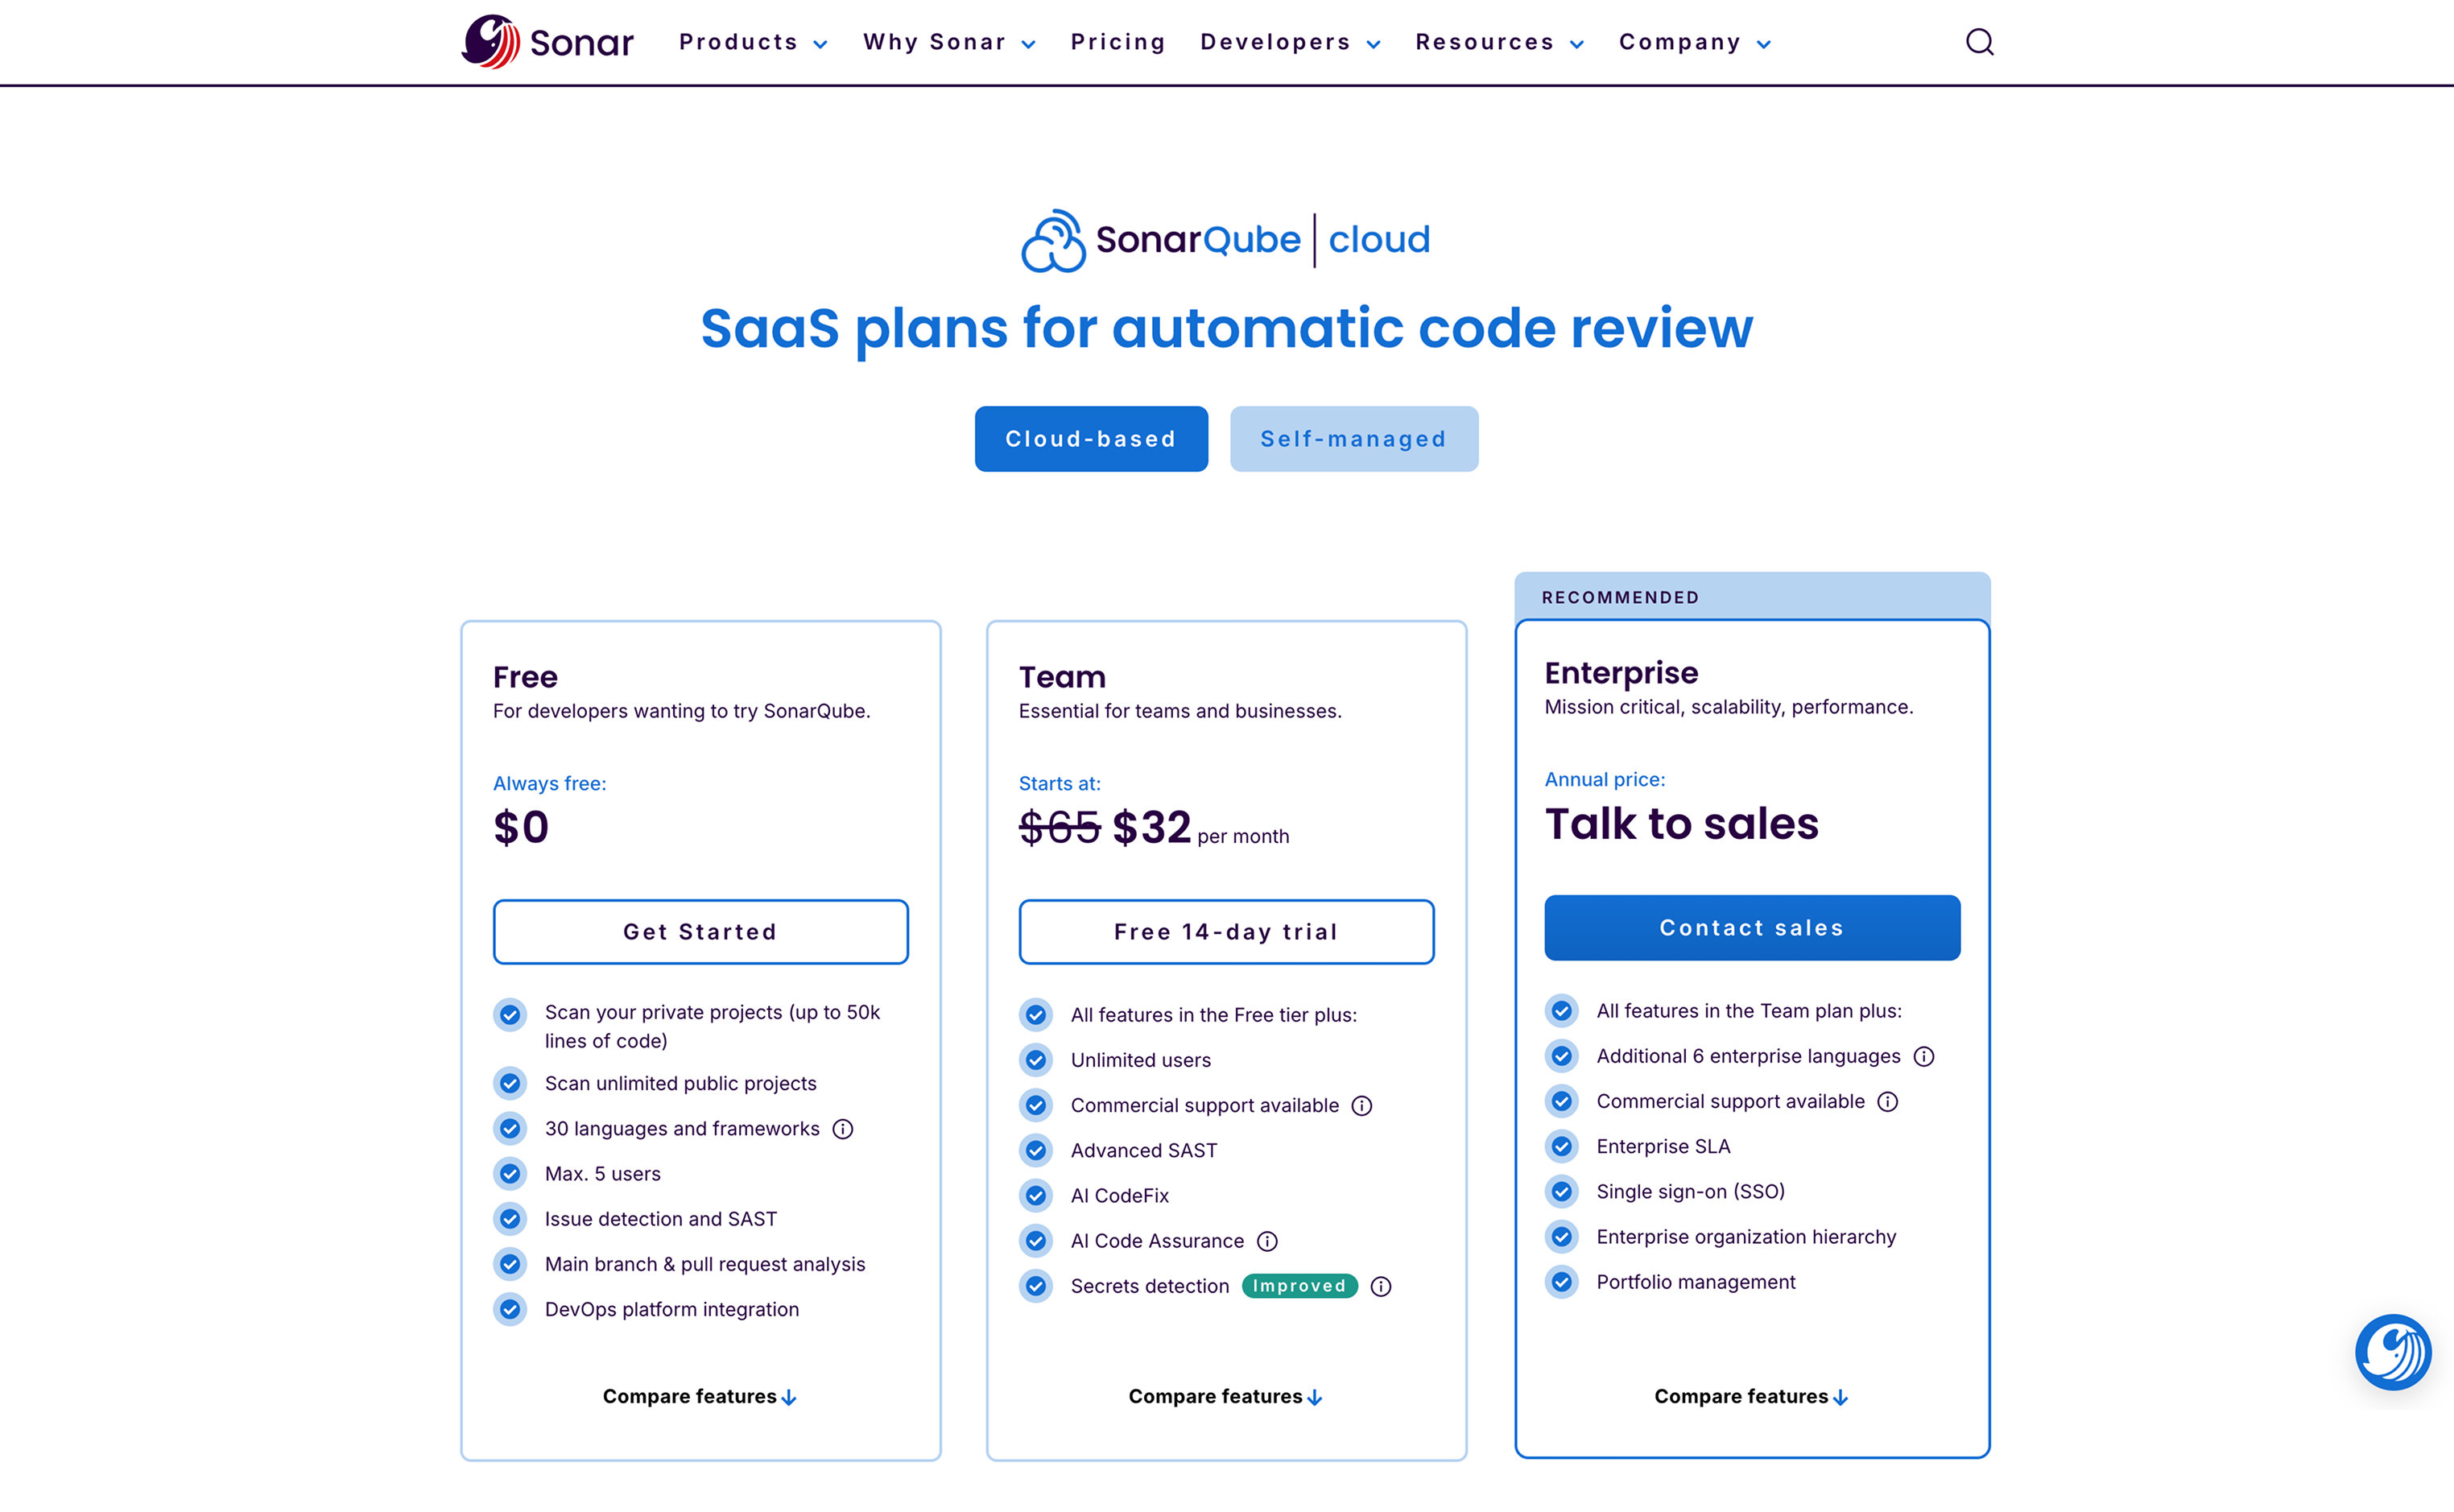 Sonar
Products
Why Sonar
Pricing
Developers
Resources
Company
SonarQube | cloud
SaaS plans for automatic code review
Cloud-based
Self-managed
Free
For developers wanting to try SonarQube.
Always free:
$0
Get Started
Scan your private projects (up to 50k
lines of code)
Scan unlimited public projects
30 languages and frameworks
Max. 5 users
Issue detection and SAST
Main branch & pull request analysis
DevOps platform integration
Compare features
Team
Essential for teams and businesses.
Starts at:
$65 $32 per month
Free 14-day trial
All features in the Free tier plus:
Unlimited users
Commercial support available
Advanced SAST
AI CodeFix
AI Code Assurance
Secrets detection Improved
Compare features
RECOMMENDED
Enterprise
Mission critical, scalability, performance.
Annual price:
Talk to sales
Contact sales
All features in the Team plan plus:
Additional 6 enterprise languages
Commercial support available
Enterprise SLA
Single sign-on (SSO)
Enterprise organization hierarchy
Portfolio management
Compare features